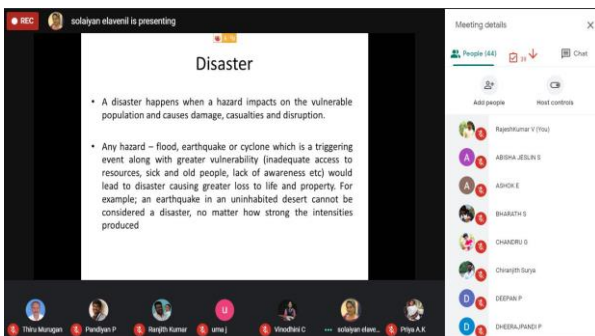 REC
solaiyan elavenil is presenting
Disaster
• A disaster happens when a hazard impacts on the vulnerable
population and causes damage, casualties and disruption.
• Any hazard – flood, earthquake or cyclone which is a triggering
event along with greater vulnerability (inadequate access to
resources, sick and old people, lack of awareness etc) would
lead to disaster causing greater loss to life and property. For
example; an earthquake in an uninhabited desert cannot be
considered a disaster, no matter how strong the intensities
produced
Thiru Murugan
Pandiyan P
Ranjith Kumar
u
uma j
Vinodhini C
solaiyan elave...
Priya A.K
Meeting details
People (44)
Chat
Add people
Host controls
RajeshKumar V (You)
A
ABISHA JESLIN S
A
ASHOK E
BHARATH S
CHANDRU G
Chiranjith Surya
D
DEEPAN P
D
DHEERAJPANDI P